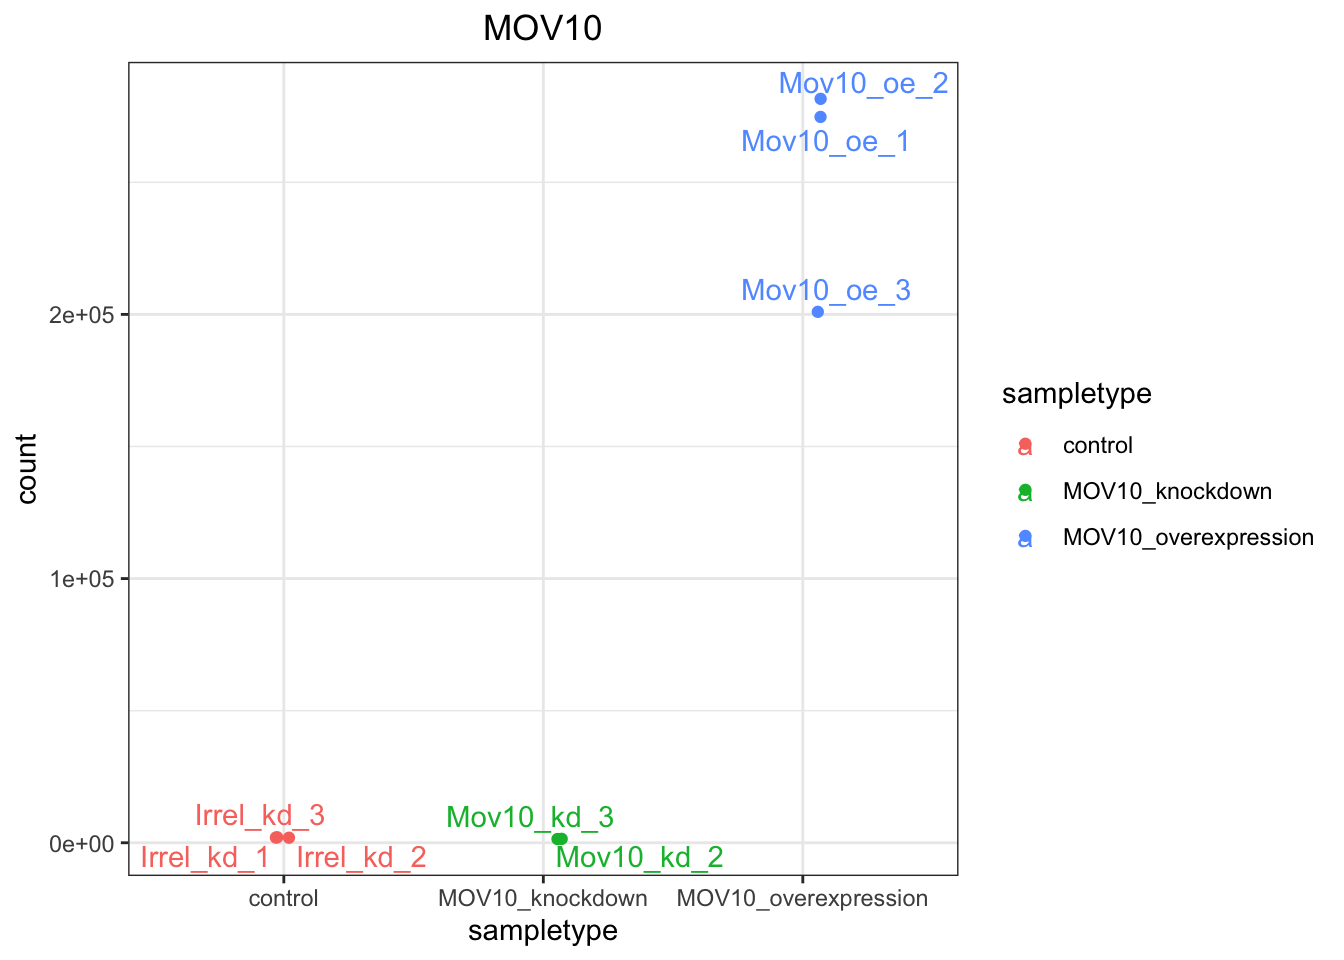 MOV10
Mov10_oe_2
Mov10_oe_1
Mov10_oe_3
2e+05
1e+05
0e+00
count
Irrel_kd_3
Mov10_kd_3
Irrel_kd_1
Irrel_kd_2
Mov10_kd_2
control
MOV10_knockdown
MOV10_overexpression
sampletype
sampletype
a control
a MOV10_knockdown
a MOV10_overexpression